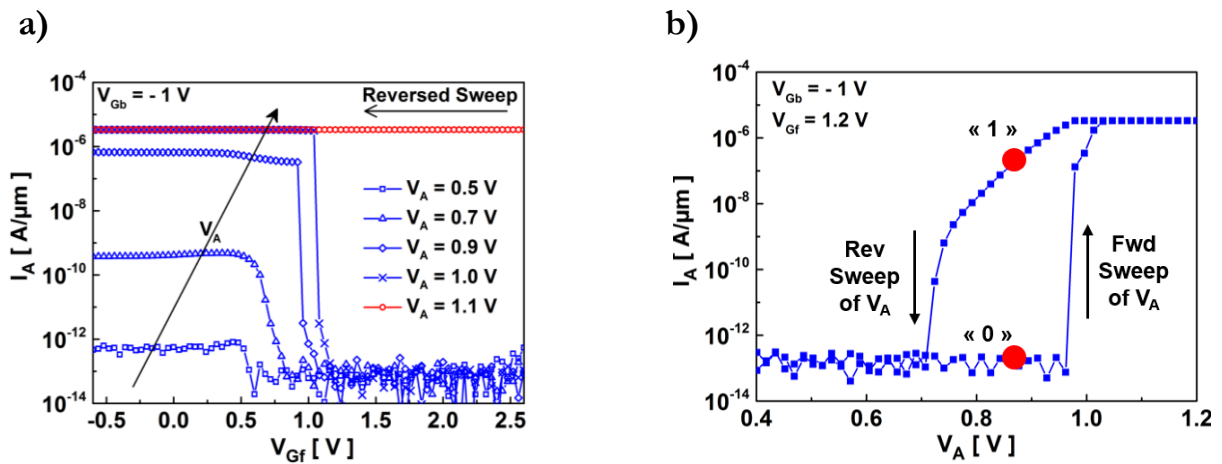 a)
V_Gb = - 1 V
Reversed Sweep
V_A
V_A = 0.5 V
V_A = 0.7 V
V_A = 0.9 V
V_A = 1.0 V
V_A = 1.1 V
I_A [ A/µm ]
10^-4
10^-6
10^-8
10^-10
10^-12
10^-14
-0.5 0.0 0.5 1.0 1.5 2.0 2.5
V_Gf [ V ]
b)
V_Gb = - 1V
V_Gf = 1.2 V
« 1 »
« 0 »
Rev
Sweep
of V_A
Fwd
Sweep
of V_A
I_A [ A/µm ]
10^-4
10^-6
10^-8
10^-10
10^-12
10^-14
0.4 0.6 0.8 1.0 1.2
V_A [ V ]